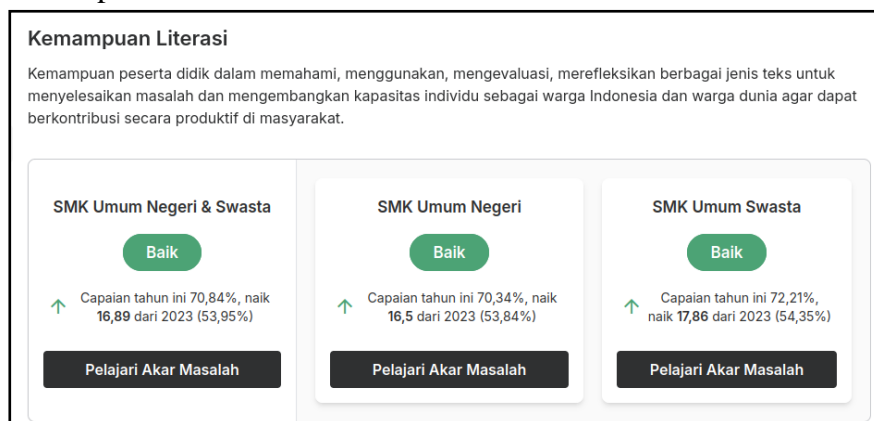 Kemampuan Literasi
Kemampuan peserta didik dalam memahami, menggunakan, mengevaluasi, merefleksikan berbagai jenis teks untuk
menyelesaikan masalah dan mengembangkan kapasitas individu sebagai warga Indonesia dan warga dunia agar dapat
berkontribusi secara produktif di masyarakat.
SMK Umum Negeri & Swasta
Baik
Capaian tahun ini 70,84%, naik
16,89 dari 2023 (53,95%)
Pelajari Akar Masalah
SMK Umum Negeri
Baik
Capaian tahun ini 70,34%, naik
16,5 dari 2023 (53,84%)
Pelajari Akar Masalah
SMK Umum Swasta
Baik
Capaian tahun ini 72,21%,
naik 17,86 dari 2023 (54,35%)
Pelajari Akar Masalah